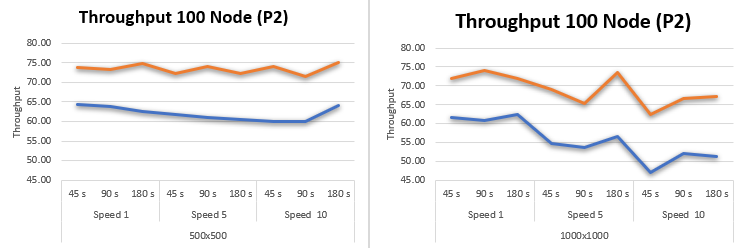 Throughput 100 Node (P2)
80.00
75.00
70.00
65.00
60.00
55.00
50.00
45.00
Throughput
45 s 90 s 180 s 45 s 90 s 180 s 45 s 90 s 180 s
Speed 1 Speed 5 Speed 10
500x500
Throughput 100 Node (P2)
80.00
75.00
70.00
65.00
60.00
55.00
50.00
45.00
Throughput
45 s 90 s 180 s 45 s 90 s 180 s 45 s 90 s 180 s
Speed 1 Speed 5 Speed 10
1000x1000